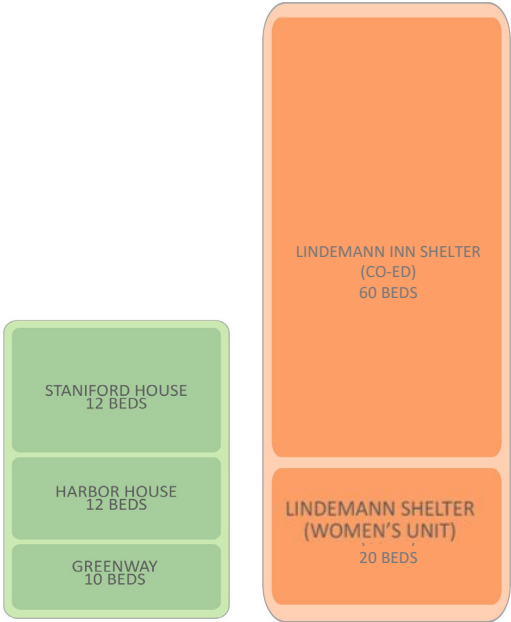 LINDEMANN INN SHELTER
(CO-ED)
60 BEDS
STANIFORD HOUSE
12 BEDS
HARBOR HOUSE
12 BEDS
GREENWAY
10 BEDS
LINDEMANN SHELTER
(WOMEN'S UNIT)
20 BEDS